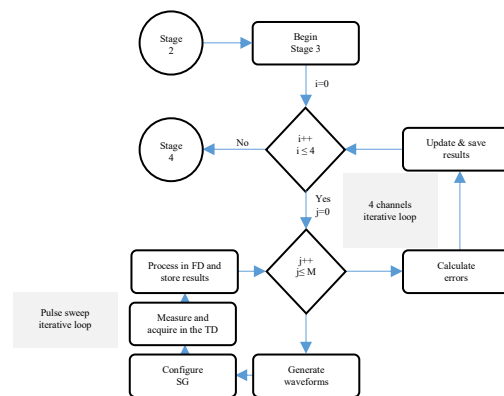 Stage
2
Begin
Stage 3
i=0
i++
i ≤ 4
No
Stage
4
Update & save
results
Yes
j=0
4 channels
iterative loop
j++
j≤ M
Process in FD and
store results
Calculate
errors
Pulse sweep
iterative loop
Measure and
acquire in the TD
Configure
SG
Generate
waveforms